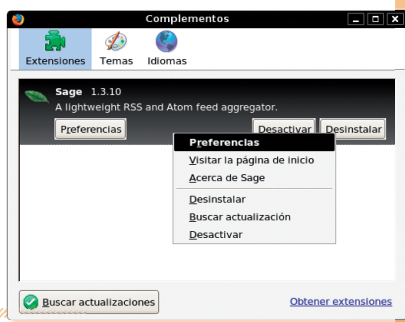 Complementos
Extensiones Temas Idiomas
Sage 1.3.10
A lightweight RSS and Atom feed aggregator.
Preferencias Desactivar Desinstalar
Preferencias
Visitar la página de inicio
Acerca de Sage
Desinstalar
Buscar actualización
Desactivar
Buscar actualizaciones Obtener extensiones